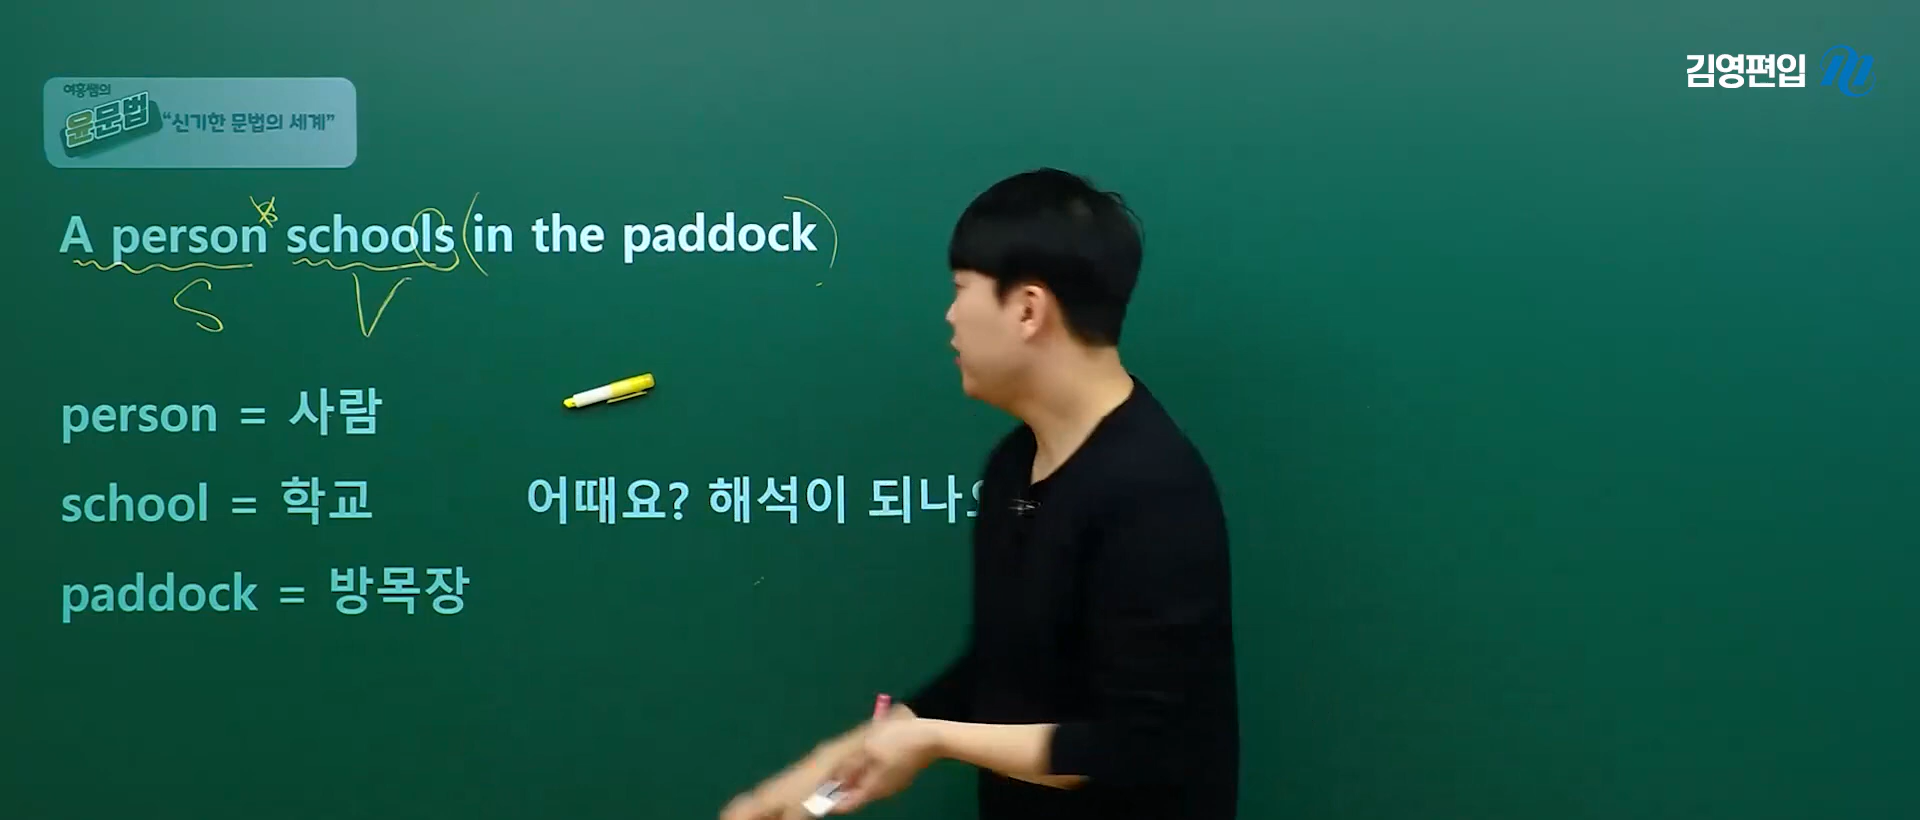 김영편입
여흥쌤의
윤문법 “신기한 문법의 세계”
A person schools (in the paddock)
S V
person = 사람
school = 학교 어때요? 해석이 되나
paddock = 방목장